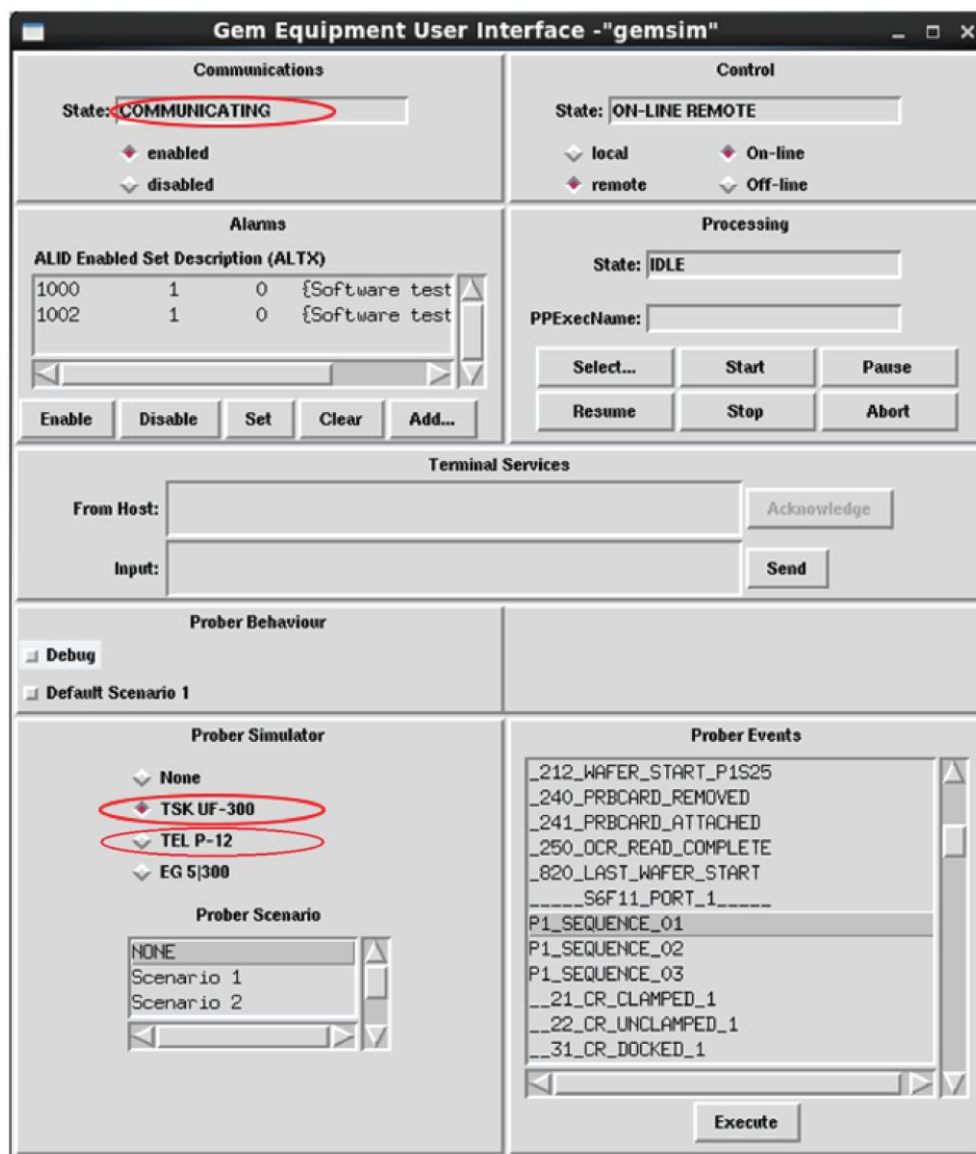 Gem Equipment User Interface -"gemsim"
Communications
State: COMMUNICATING
enabled
disabled
Control
State: ON-LINE REMOTE
local On-line
remote Off-line
Alarms
ALID Enabled Set Description (ALTX)
1000 1 0 {Software test
1002 1 0 {Software test
Enable Disable Set Clear Add...
Processing
State: IDLE
PPExecName:
Select... Start Pause
Resume Stop Abort
Terminal Services
From Host: Acknowledge
Input: Send
Prober Behaviour
Debug
Default Scenario 1
Prober Simulator
None
TSK UF-300
TEL P-12
EG 5|300
Prober Scenario
NONE
Scenario 1
Scenario 2
Prober Events
_212_WAFER_START_P1S25
_240_PRBCARD_REMOVED
_241_PRBCARD_ATTACHED
_250_OCR_READ_COMPLETE
_820_LAST_WAFER_START
_____S6F11_PORT_1_____
P1_SEQUENCE_01
P1_SEQUENCE_02
P1_SEQUENCE_03
__21_CR_CLAMPED_1
__22_CR_UNCLAMPED_1
__31_CR_DOCKED_1
Execute